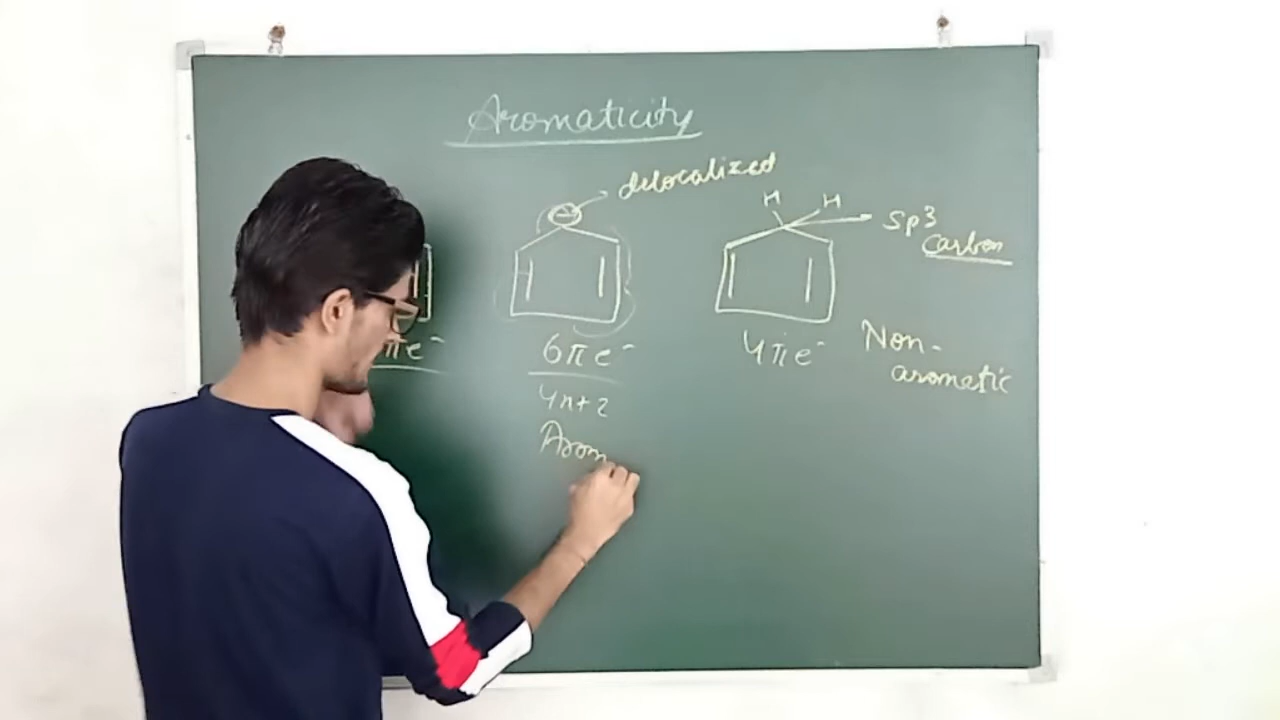 Aromaticity
delocalized
H H
sp3
carbon
πe-
6πe-
4n+2
Arom
4πe-
Non-
aromatic